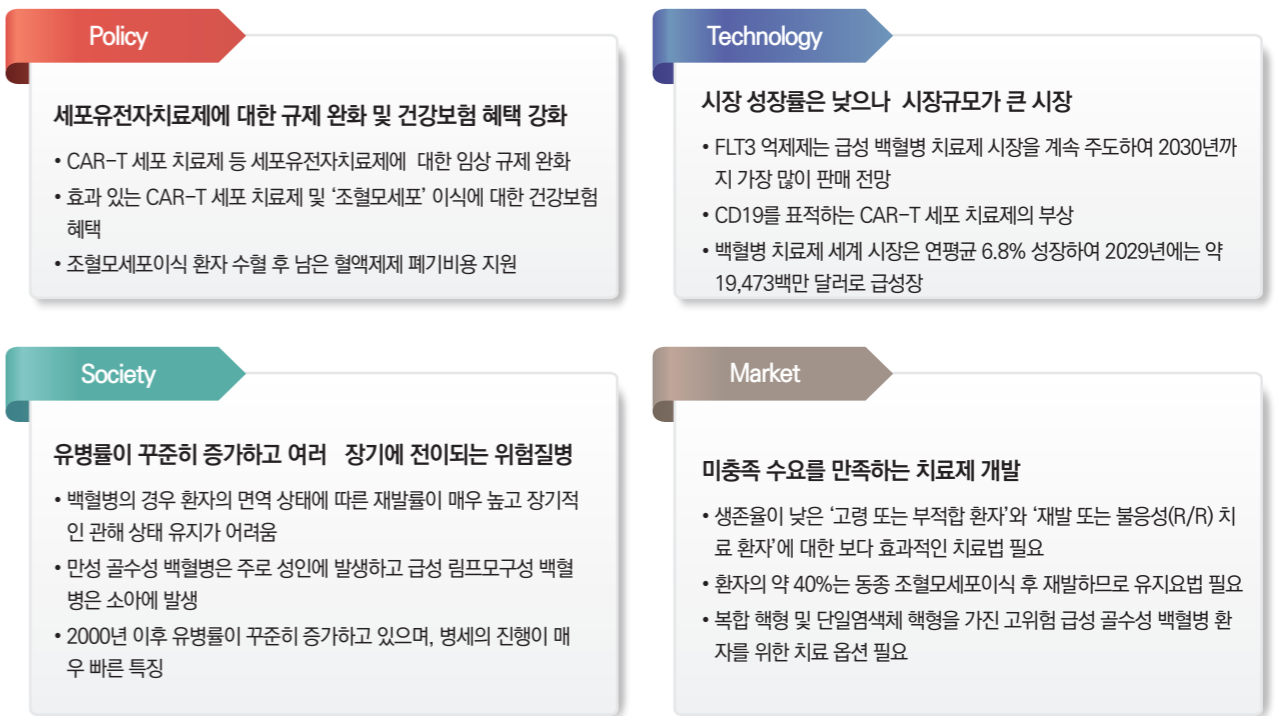 Policy
세포유전자치료제에 대한 규제 완화 및 건강보험 혜택 강화
• CAR-T 세포 치료제 등 세포유전자치료제에 대한 임상 규제 완화
• 효과 있는 CAR-T 세포 치료제 및 ‘조혈모세포’ 이식에 대한 건강보험
혜택
• 조혈모세포이식 환자 수혈 후 남은 혈액제제 폐기비용 지원
Technology
시장 성장률은 낮으나 시장규모가 큰 시장
• FLT3 억제제는 급성 백혈병 치료제 시장을 계속 주도하여 2030년까
지 가장 많이 판매 전망
• CD19를 표적하는 CAR-T 세포 치료제의 부상
• 백혈병 치료제 세계 시장은 연평균 6.8% 성장하여 2029년에는 약
19,473백만 달러로 급성장
Society
유병률이 꾸준히 증가하고 여러 장기에 전이되는 위험질병
• 백혈병의 경우 환자의 면역 상태에 따른 재발률이 매우 높고 장기적
인 관해 상태 유지가 어려움
• 만성 골수성 백혈병은 주로 성인에 발생하고 급성 림프모구성 백혈
병은 소아에 발생
• 2000년 이후 유병률이 꾸준히 증가하고 있으며, 병세의 진행이 매
우 빠른 특징
Market
미충족 수요를 만족하는 치료제 개발
• 생존율이 낮은 ‘고령 또는 부적합 환자’와 ‘재발 또는 불응성(R/R) 치
료 환자’에 대한 보다 효과적인 치료법 필요
• 환자의 약 40%는 동종 조혈모세포이식 후 재발하므로 유지요법 필요
• 복합 핵형 및 단일염색체 핵형을 가진 고위험 급성 골수성 백혈병 환
자를 위한 치료 옵션 필요